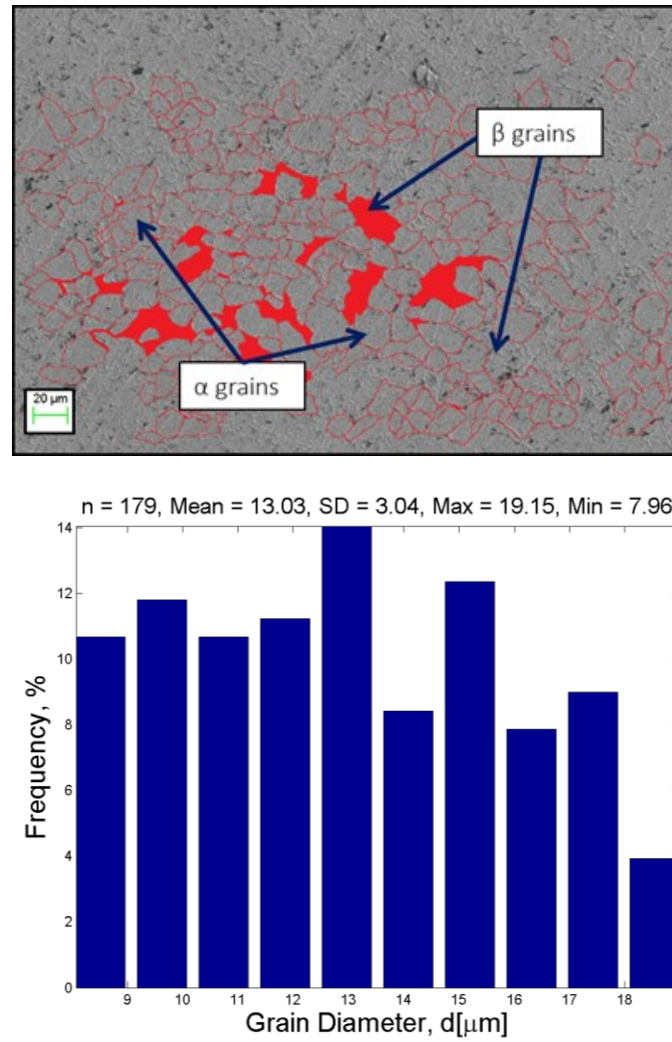 β grains
α grains
20 μm
n = 179, Mean = 13.03, SD = 3.04, Max = 19.15, Min = 7.96
14
12
10
8
6
4
2
0
Frequency, %
9 10 11 12 13 14 15 16 17 18
Grain Diameter, d[μm]